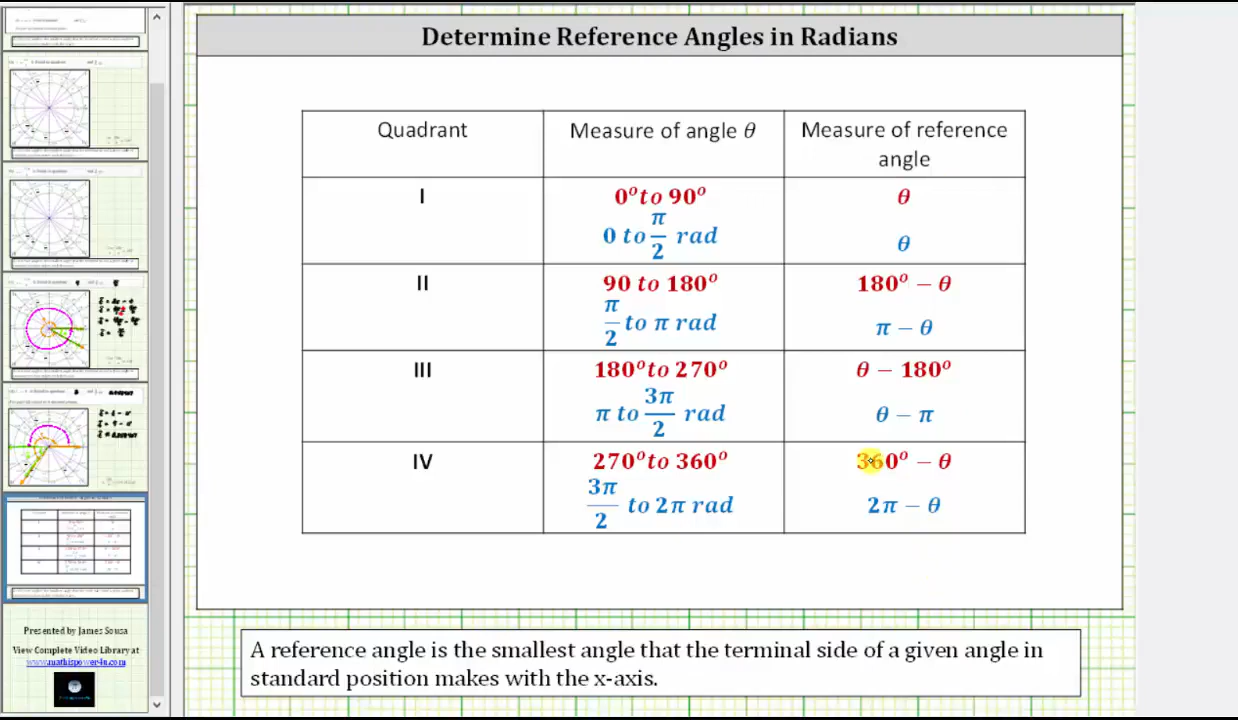 Determine Reference Angles in Radians
Quadrant Measure of angle θ Measure of reference
angle
I 0° to 90° θ
0 to π/2 rad θ
II 90 to 180° 180° − θ
π/2 to π rad π − θ
III 180° to 270° θ − 180°
π to 3π/2 rad θ − π
IV 270° to 360° 360° − θ
3π/2 to 2π rad 2π − θ
A reference angle is the smallest angle that the terminal side of a given angle in
standard position makes with the x-axis.
Presented by James Sousa
View Complete Video Library at
www.mathispower4u.com